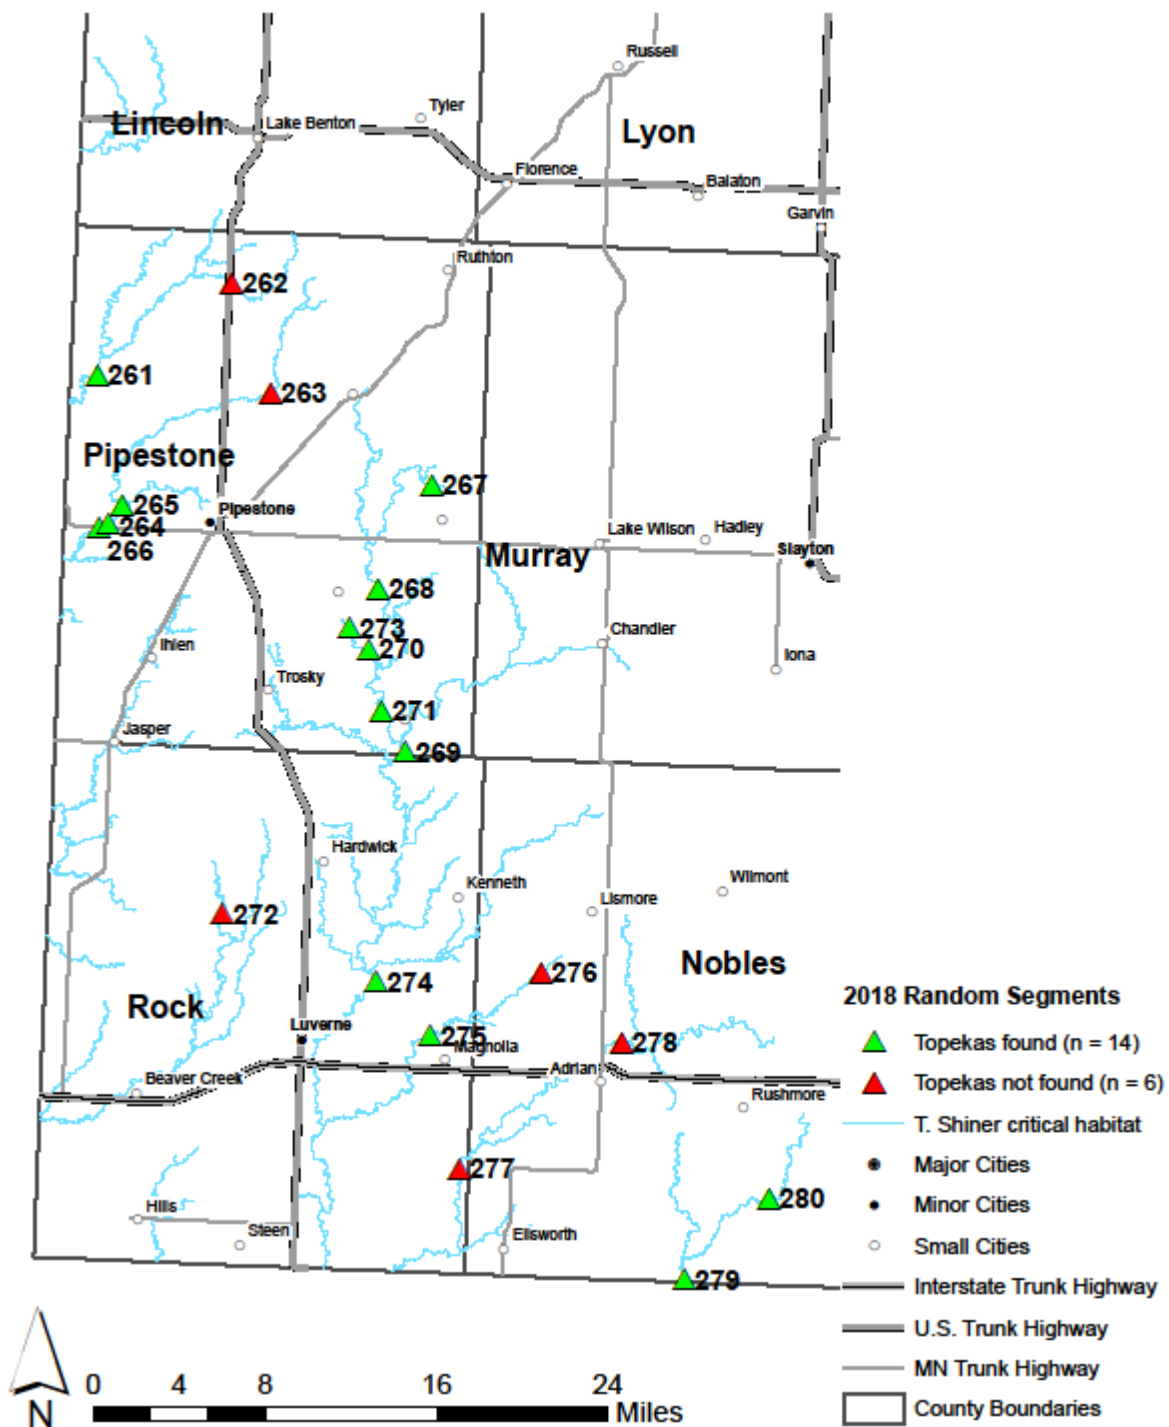 Russell
Tyler
Lincoln
Lake Benton
Lyon
Florence
Balaton
Garvin
Ruthton
262
261
263
Pipestone
267
265
Pipestone
264
Lake Wilson
Hadley
266
Murray
Slayton
268
273
Chandler
270
Ihlen
Iona
Trosky
271
Jasper
269
Hardwick
Kenneth
Wilmont
Lismore
272
Nobles
276
274
Rock
Luverne
275
278
Magnolia
Adrian
Beaver Creek
Rushmore
277
280
Hills
Steen
Ellsworth
279
2018 Random Segments
Topekas found (n = 14)
Topekas not found (n = 6)
T. Shiner critical habitat
Major Cities
Minor Cities
Small Cities
Interstate Trunk Highway
U.S. Trunk Highway
MN Trunk Highway
County Boundaries
N
0 4 8 16 24
Miles